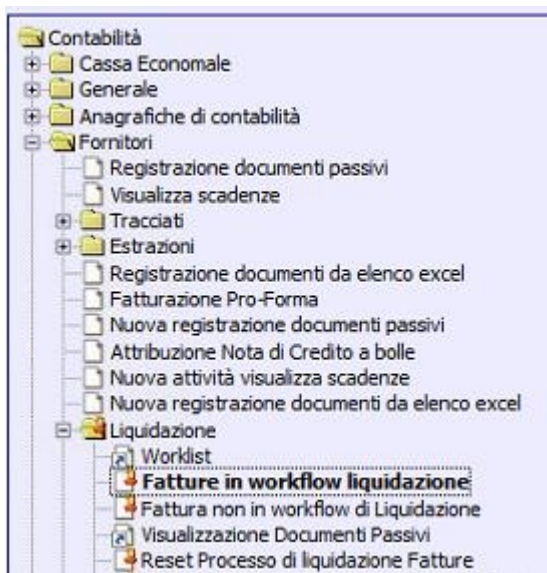 Contabilità
Cassa Economale
Generale
Anagrafiche di contabilità
Fornitori
Registrazione documenti passivi
Visualizza scadenze
Tracciati
Estrazioni
Registrazione documenti da elenco excel
Fatturazione Pro-Forma
Nuova registrazione documenti passivi
Attribuzione Nota di Credito a bolle
Nuova attività visualizza scadenze
Nuova registrazione documenti da elenco excel
Liquidazione
Worklist
Fatture in workflow liquidazione
Fattura non in workflow di Liquidazione
Visualizzazione Documenti Passivi
Reset Processo di liquidazione Fatture